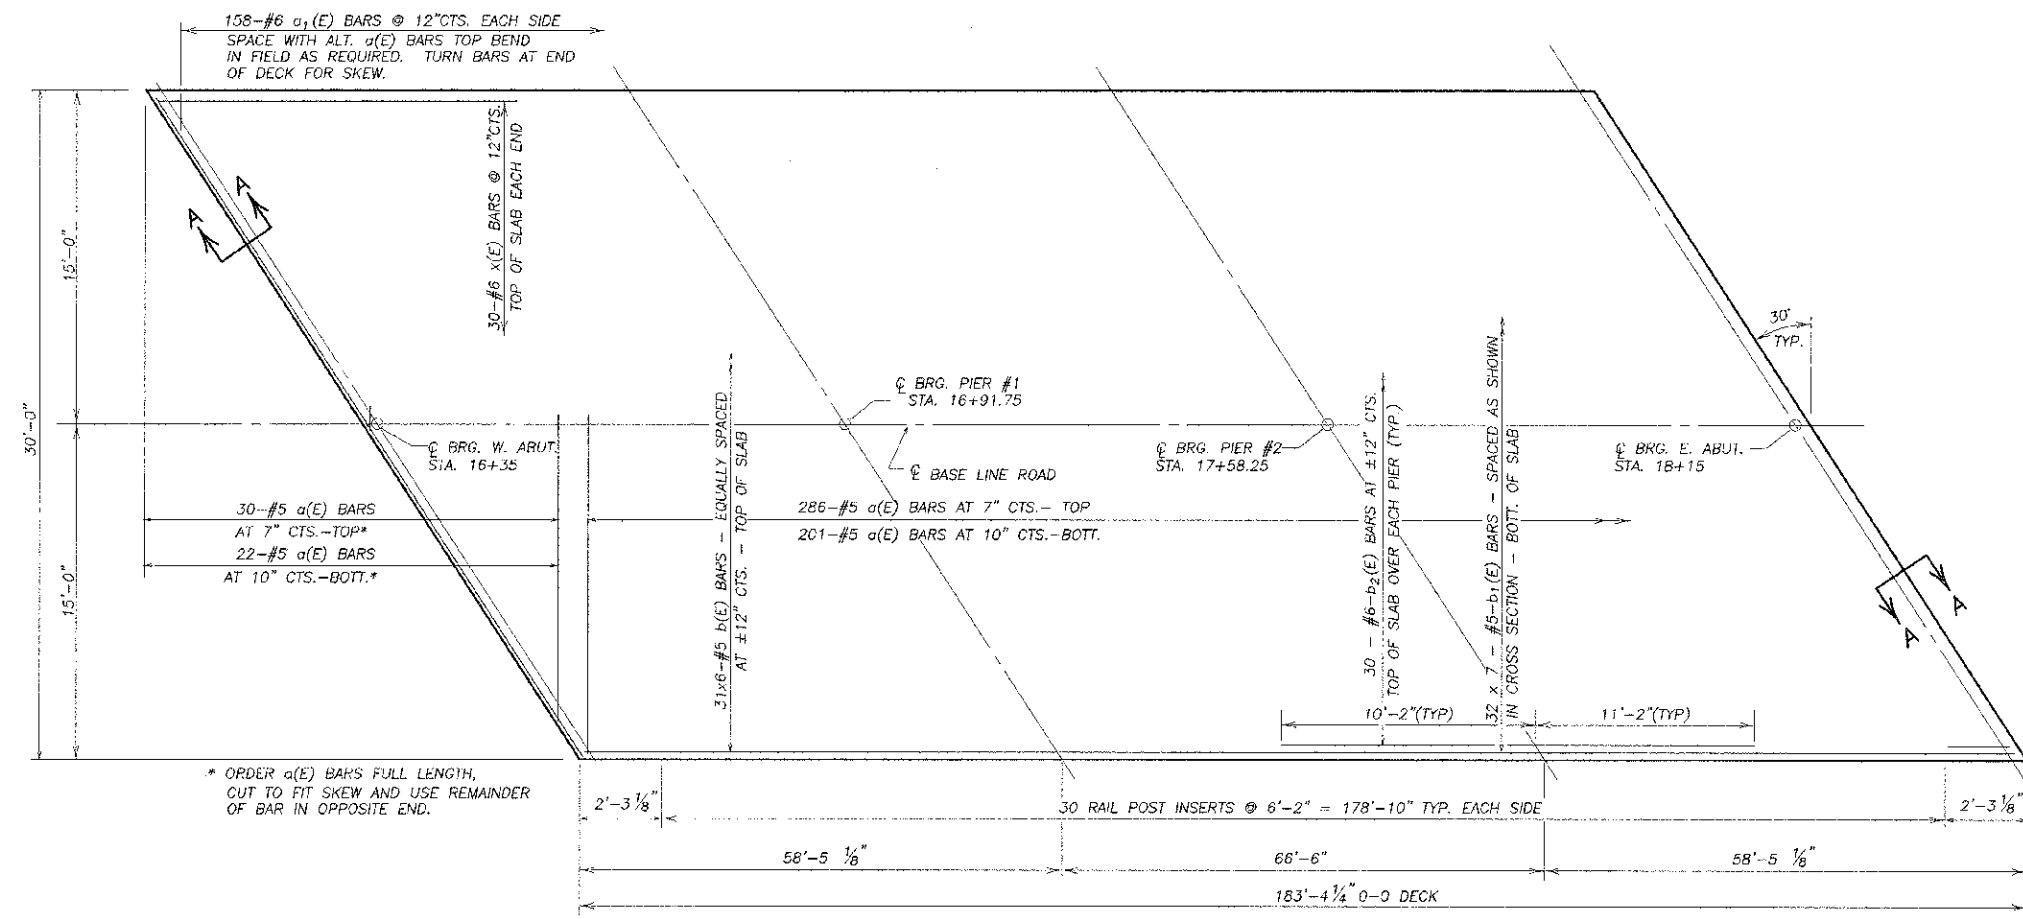 158-#6 a₁(E) BARS @ 12"CTS. EACH SIDE
SPACE WITH ALT. a(E) BARS TOP BEND
IN FIELD AS REQUIRED. TURN BARS AT END
OF DECK FOR SKEW.
30-#6 x(E) BARS @ 12"CTS.
TOP OF SLAB EACH END
A
A
15'-0"
30'-0"
15'-0"
30°
TYP.
℄ BRG. PIER #1
STA. 16+91.75
℄ BRG. W. ABUT.
STA. 16+35
℄ BASE LINE ROAD
℄ BRG. PIER #2
STA. 17+58.25
℄ BRG. E. ABUT.
STA. 18+15
30-#5 a(E) BARS
AT 7" CTS.-TOP*
22-#5 a(E) BARS
AT 10" CTS.-BOTT.*
31x6-#5 b(E) BARS - EQUALLY SPACED
AT ±12" CTS. - TOP OF SLAB
286-#5 a(E) BARS AT 7" CTS.- TOP
201-#5 a(E) BARS AT 10" CTS.-BOTT.
30 - #6-b₂(E) BARS AT ±12" CTS.
TOP OF SLAB OVER EACH PIER (TYP.)
32 x 7 - #5-b₁(E) BARS - SPACED AS SHOWN
IN CROSS SECTION - BOTT. OF SLAB
A
A
10'-2"(TYP)
11'-2"(TYP)
* ORDER a(E) BARS FULL LENGTH,
CUT TO FIT SKEW AND USE REMAINDER
OF BAR IN OPPOSITE END.
2'-3 1/8"
30 RAIL POST INSERTS @ 6'-2" = 178'-10" TYP. EACH SIDE
2'-3 1/8"
58'-5 1/8"
66'-6"
58'-5 1/8"
183'-4 1/4" O-O DECK